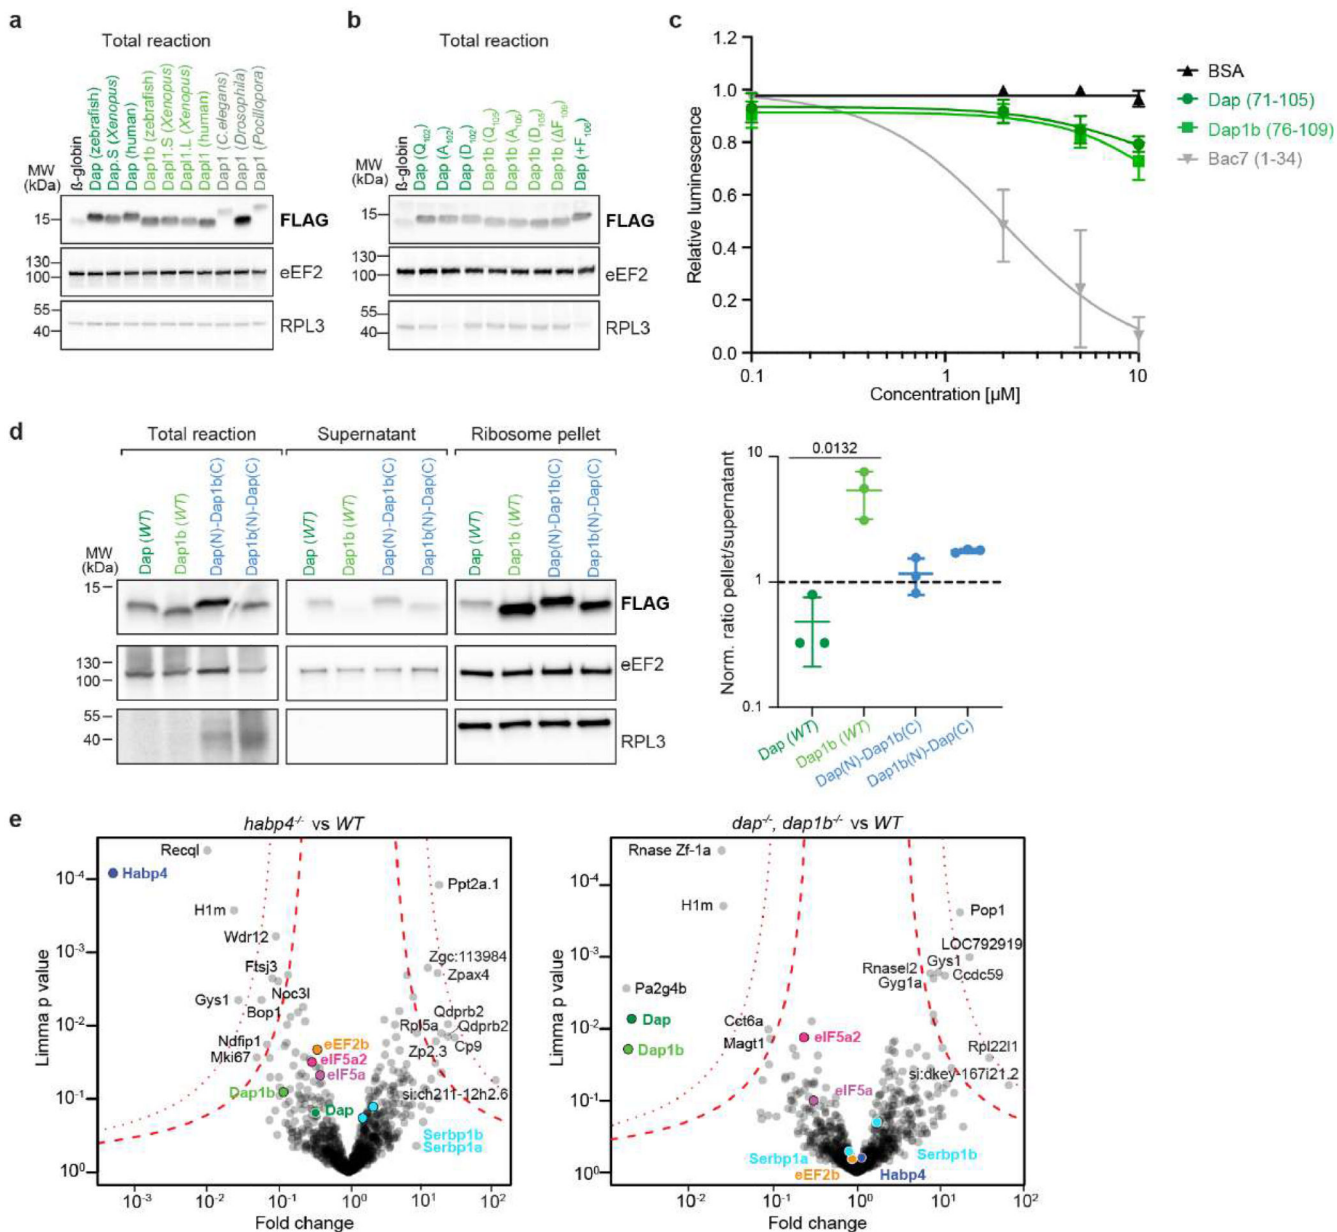 a
Total reaction
MW
(kDa)
ß-globin
Dap (zebrafish)
Dap.S (Xenopus)
Dap (human)
Dap1b (zebrafish)
Dapl1.S (Xenopus)
Dapl1.L (Xenopus)
Dapl1 (human)
Dap1 (C.elegans)
Dap1 (Drosophila)
Dap1 (Pocillopora)
15
FLAG
130
100
eEF2
55
40
RPL3
b
Total reaction
MW
(kDa)
ß-globin
Dap (Q102)
Dap (A102)
Dap (D102)
Dap1b (Q105)
Dap1b (A105)
Dap1b (D105)
Dap1b (ΔF109)
Dap (+F106)
15
FLAG
130
100
eEF2
55
40
RPL3
c
Relative luminescence
1.2
1.0
0.8
0.6
0.4
0.2
0.0
0.1
1
10
Concentration [µM]
BSA
Dap (71-105)
Dap1b (76-109)
Bac7 (1-34)
d
Total reaction
Supernatant
Ribosome pellet
MW
(kDa)
Dap (WT)
Dap1b (WT)
Dap(N)-Dap1b(C)
Dap1b(N)-Dap(C)
Dap (WT)
Dap1b (WT)
Dap(N)-Dap1b(C)
Dap1b(N)-Dap(C)
Dap (WT)
Dap1b (WT)
Dap(N)-Dap1b(C)
Dap1b(N)-Dap(C)
15
FLAG
130
100
eEF2
55
40
RPL3
Norm. ratio pellet/supernatant
10
1
0.1
0.0132
Dap (WT)
Dap1b (WT)
Dap(N)-Dap1b(C)
Dap1b(N)-Dap(C)
e
habp4-/- vs WT
Limma p value
10-4
10-3
10-2
10-1
100
Recql
Habp4
Ppt2a.1
H1m
Wdr12
Zgc:113984
Ftsj3
Zpax4
Noc3l
Gys1
Bop1
Qdprb2
Rpl5a
Qdprb2
Ndfip1
eEF2b
Cp9
Mki67
eIF5a2
Zp2.3
eIF5a
Dap1b
si:ch211-12h2.6
Dap
Serbp1b
Serbp1a
10-3
10-2
10-1
100
101
102
Fold change
dap-/-, dap1b-/- vs WT
Limma p value
10-4
10-3
10-2
10-1
100
Rnase Zf-1a
H1m
Pop1
LOC792919
Gys1
Rnasel2
Ccdc59
Gyg1a
Pa2g4b
Dap
Cct6a
eIF5a2
Magt1
Dap1b
Rpl22l1
si:dkey-167i21.2
eIF5a
Serbp1a
Serbp1b
eEF2b
Habp4
10-2
10-1
100
101
102
Fold change